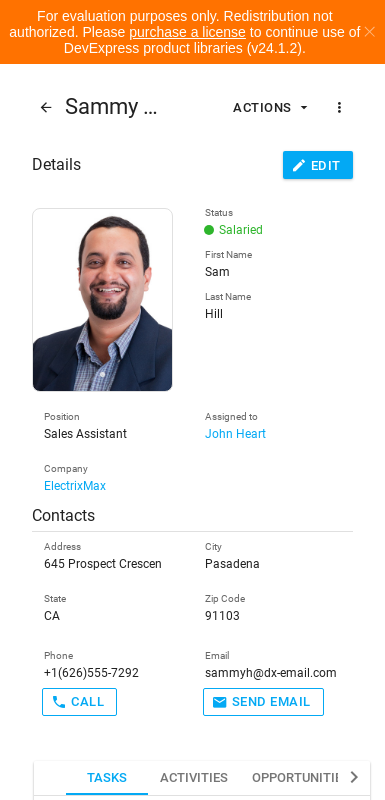 For evaluation purposes only. Redistribution not
authorized. Please purchase a license to continue use of
DevExpress product libraries (v24.1.2).
Sammy ...
ACTIONS
Details
EDIT
Status
Salaried
First Name
Sam
Last Name
Hill
Position
Sales Assistant
Assigned to
John Heart
Company
ElectrixMax
Contacts
Address
645 Prospect Crescen
City
Pasadena
State
CA
Zip Code
91103
Phone
+1(626)555-7292
Email
sammyh@dx-email.com
CALL
SEND EMAIL
TASKS ACTIVITIES OPPORTUNITIE